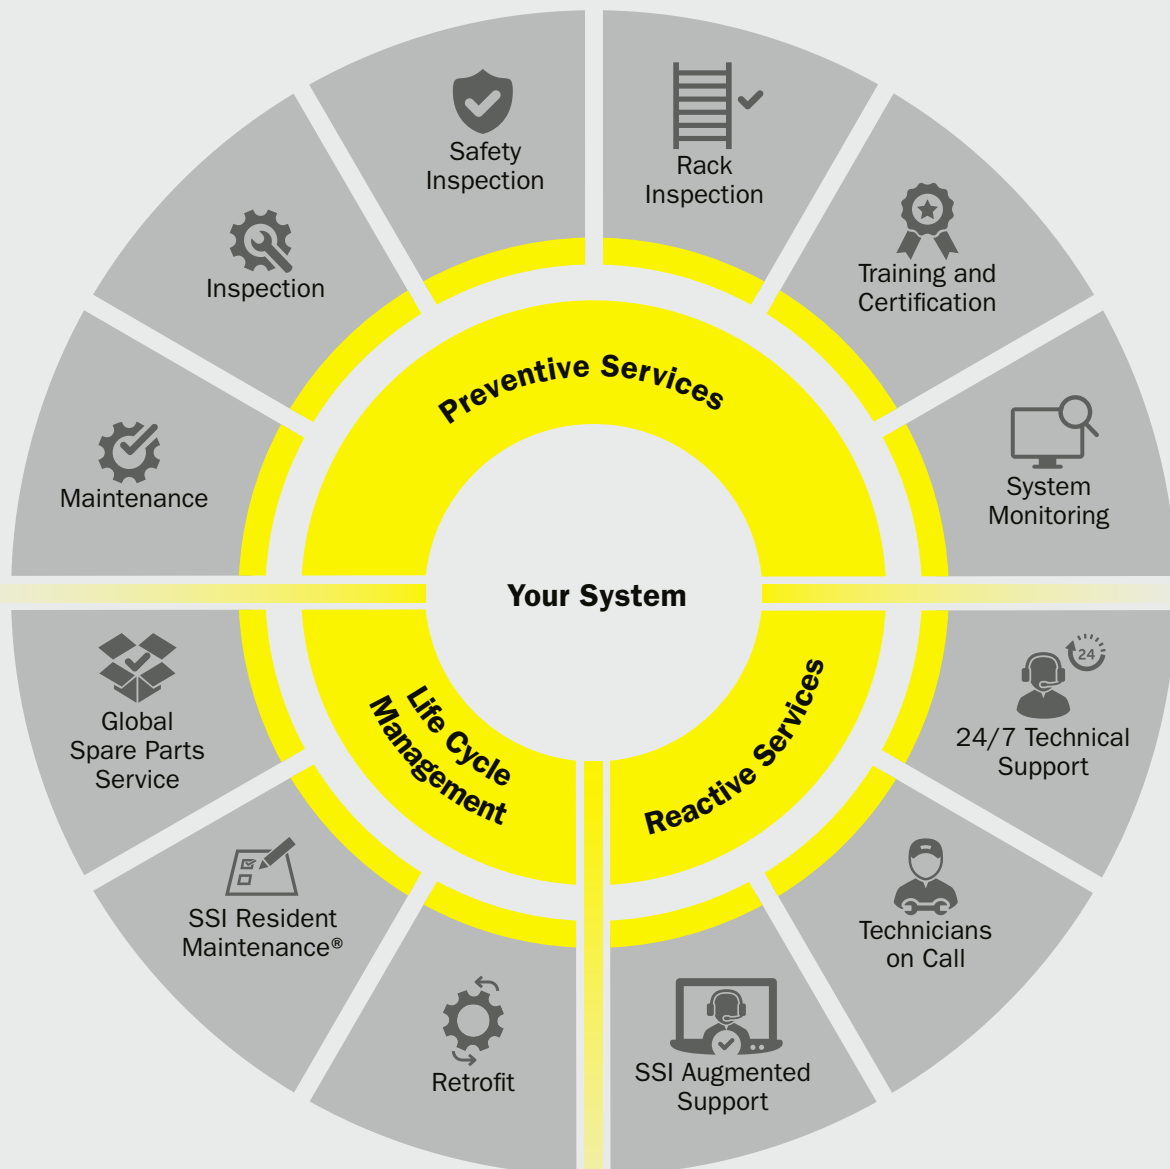 Safety
Inspection
Rack
Inspection
Inspection
Training and
Certification
Preventive Services
Maintenance
System
Monitoring
Your System
24
24/7 Technical
Support
Global
Spare Parts
Service
Life Cycle
Management
Reactive Services
SSI Resident
Maintenance®
Technicians
on Call
Retrofit
SSI Augmented
Support